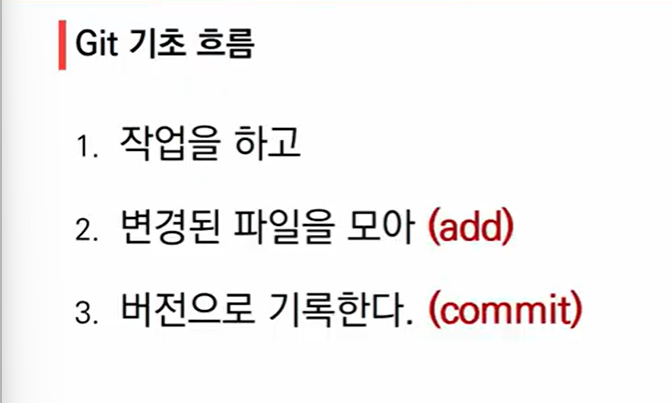 Git 기초 흐름
1. 작업을 하고
2. 변경된 파일을 모아 (add)
3. 버전으로 기록한다. (commit)